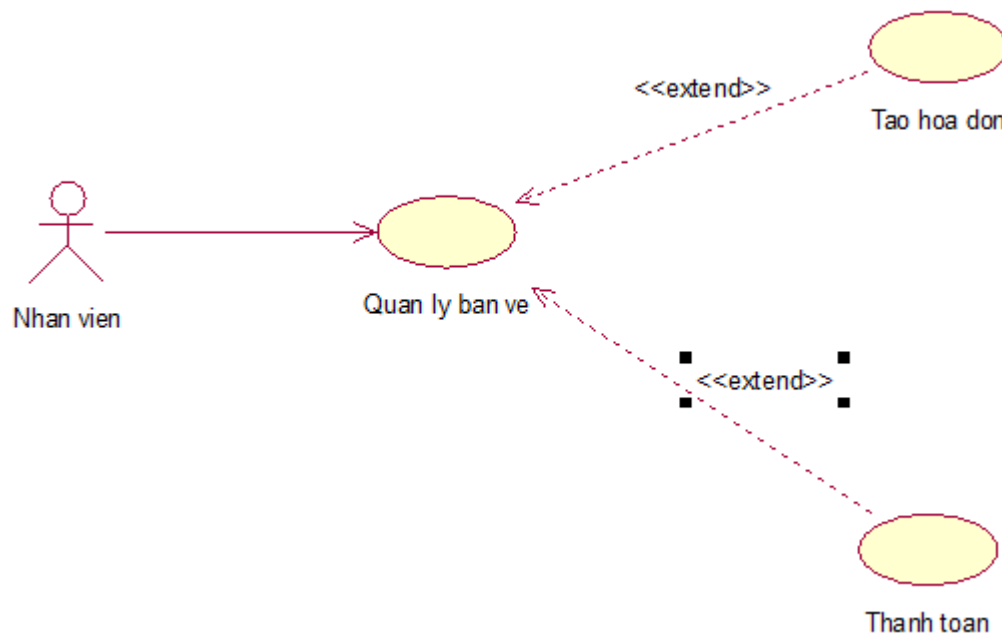 <<extend>>
Tao hoa don
Nhan vien
Quan ly ban ve
<<extend>>
Thanh toan